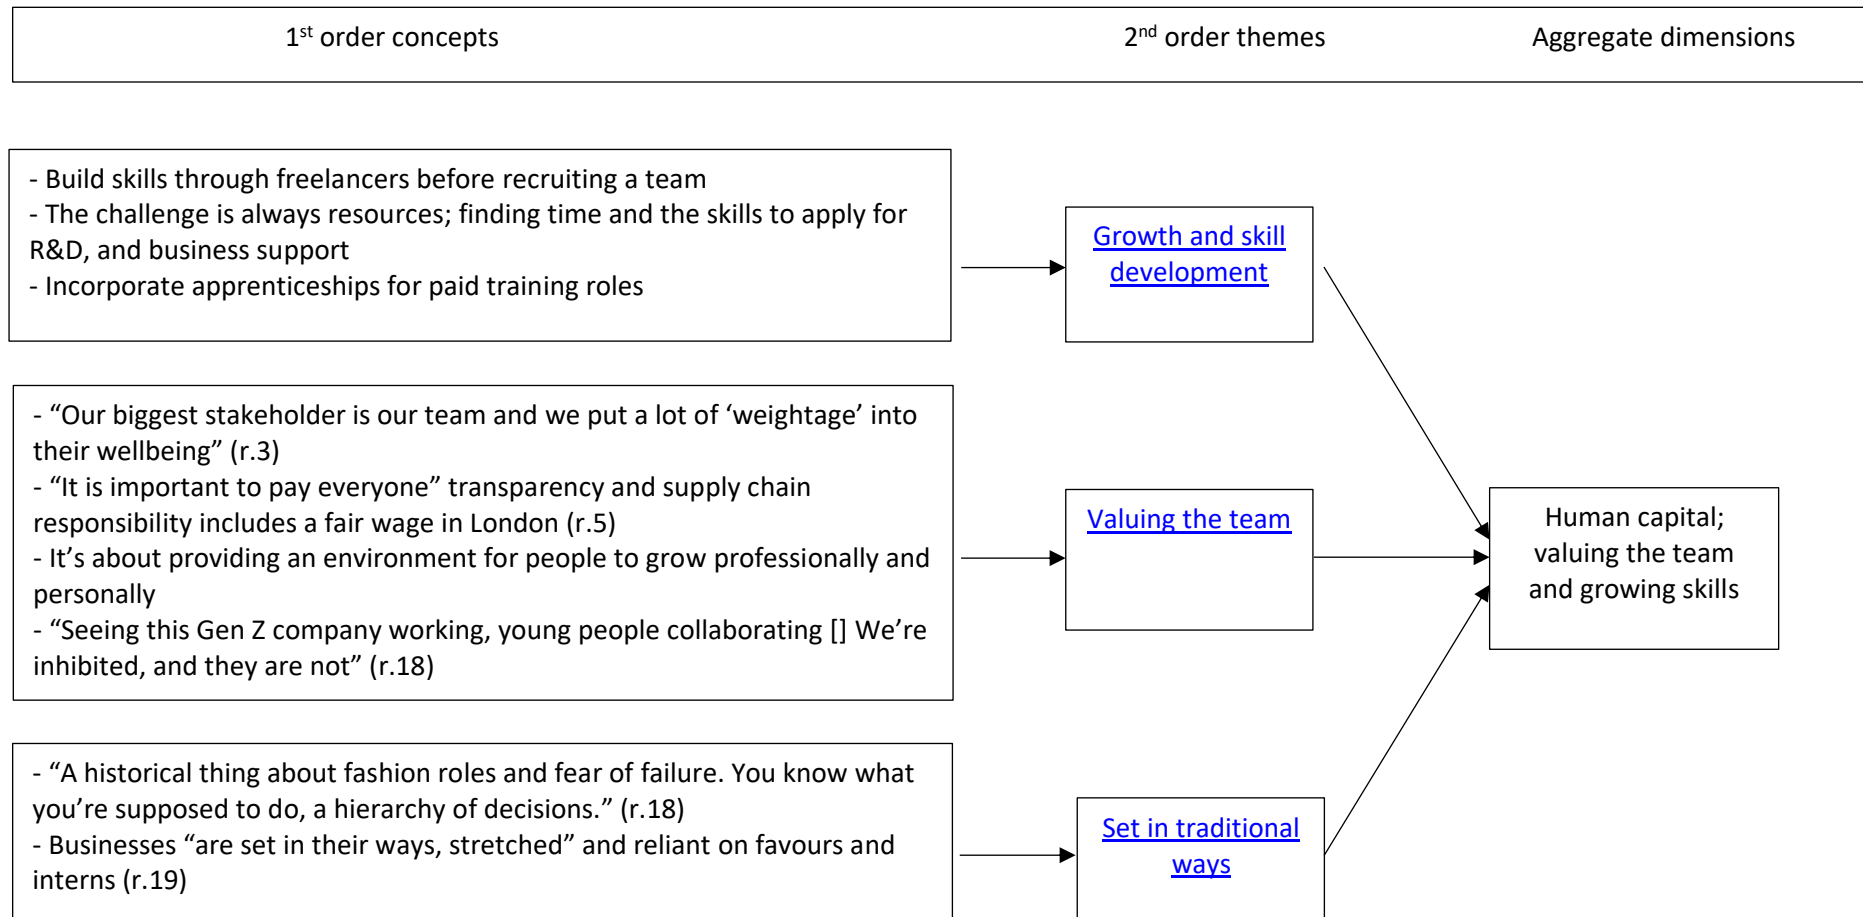 1st order concepts 2nd order themes Aggregate dimensions
- Build skills through freelancers before recruiting a team
- The challenge is always resources; finding time and the skills to apply for
R&D, and business support
- Incorporate apprenticeships for paid training roles
Growth and skill
development
- “Our biggest stakeholder is our team and we put a lot of ‘weightage’ into
their wellbeing” (r.3)
- “It is important to pay everyone” transparency and supply chain
responsibility includes a fair wage in London (r.5)
- It’s about providing an environment for people to grow professionally and
personally
- “Seeing this Gen Z company working, young people collaborating [] We’re
inhibited, and they are not” (r.18)
Valuing the team
Human capital;
valuing the team
and growing skills
- “A historical thing about fashion roles and fear of failure. You know what
you’re supposed to do, a hierarchy of decisions.” (r.18)
- Businesses “are set in their ways, stretched” and reliant on favours and
interns (r.19)
Set in traditional
ways